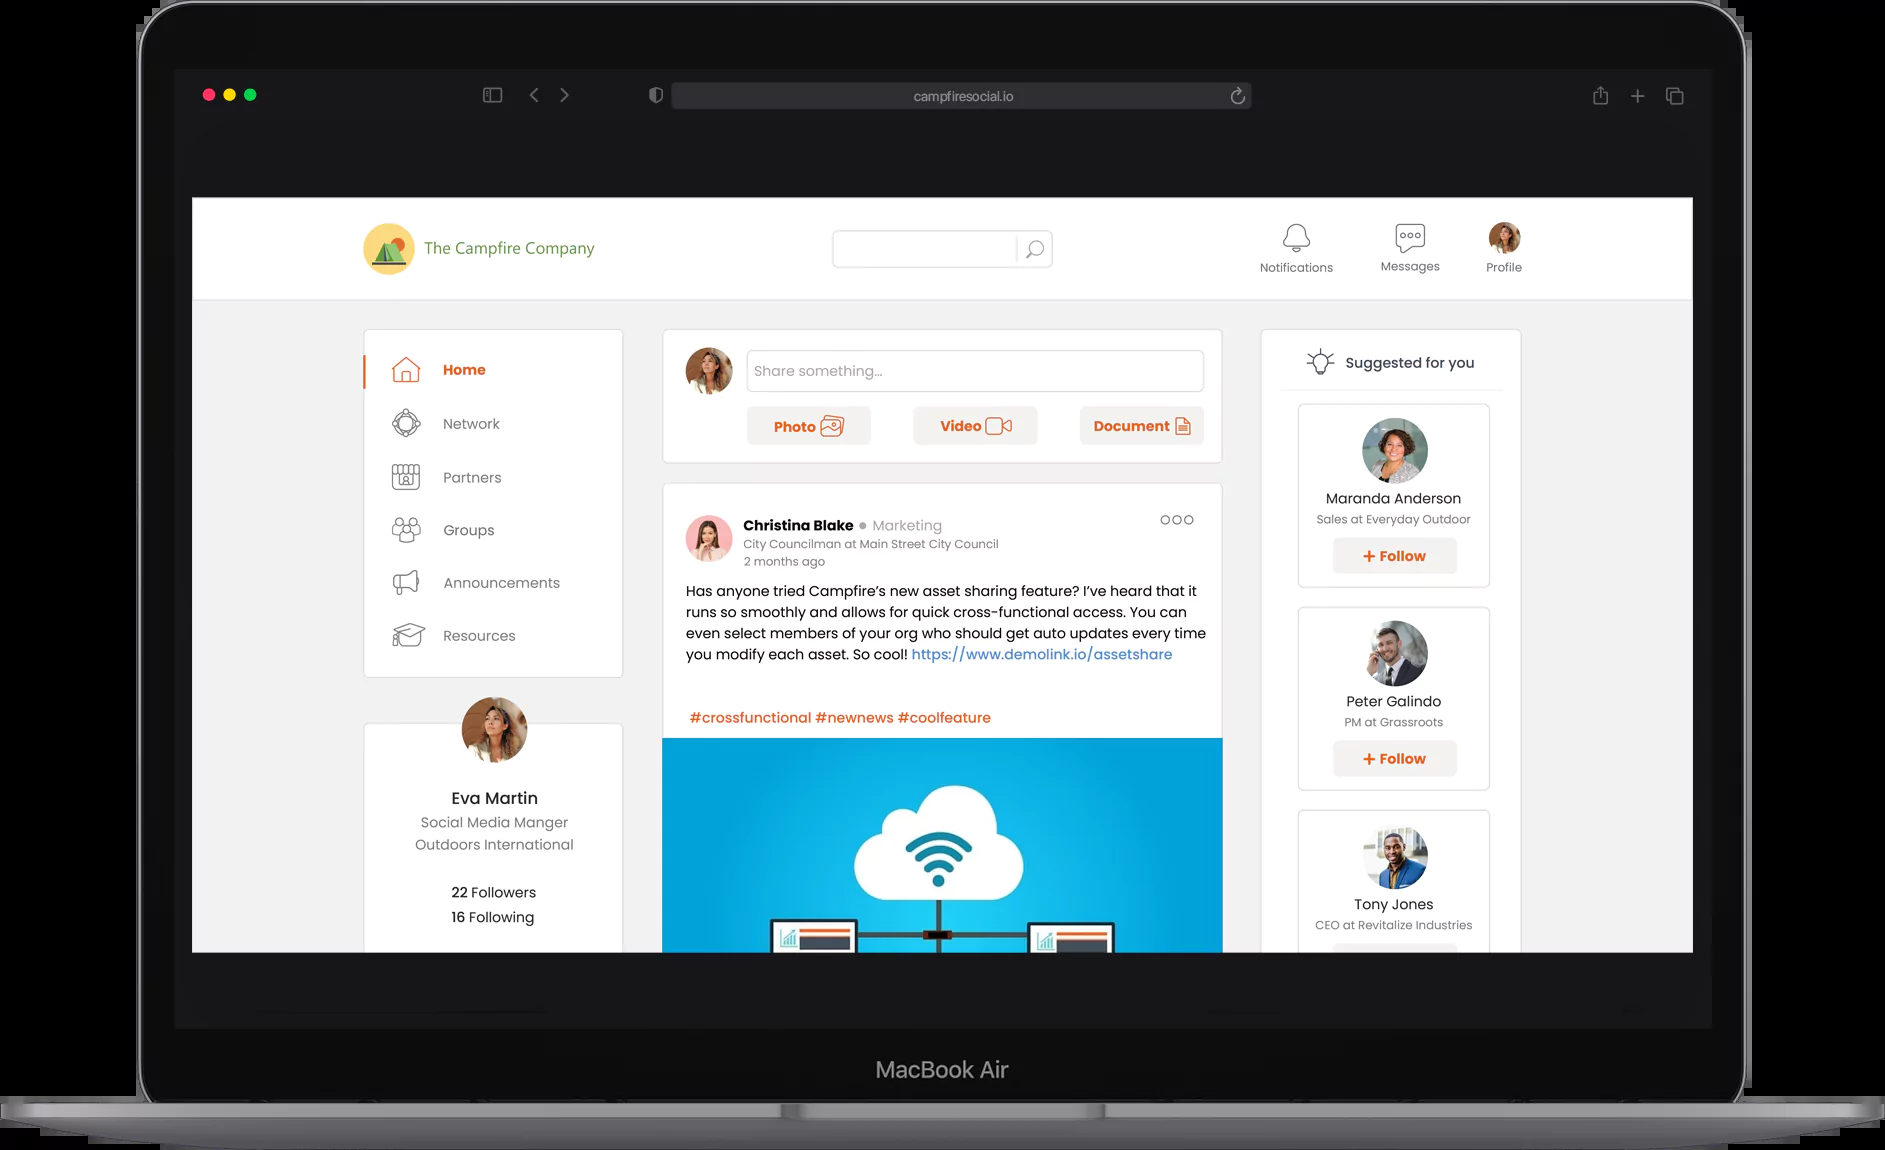 campfiresocial.io
The Campfire Company
Notifications
Messages
Profile
Home
Network
Partners
Groups
Announcements
Resources
Eva Martin
Social Media Manger
Outdoors International
22 Followers
16 Following
Share something...
Photo
Video
Document
Christina Blake ● Marketing
City Councilman at Main Street City Council
2 months ago
Has anyone tried Campfire’s new asset sharing feature? I’ve heard that it
runs so smoothly and allows for quick cross-functional access. You can
even select members of your org who should get auto updates every time
you modify each asset. So cool! https://www.demolink.io/assetshare
#crossfunctional #newnews #coolfeature
Suggested for you
Maranda Anderson
Sales at Everyday Outdoor
+ Follow
Peter Galindo
PM at Grassroots
+ Follow
Tony Jones
CEO at Revitalize Industries
MacBook Air